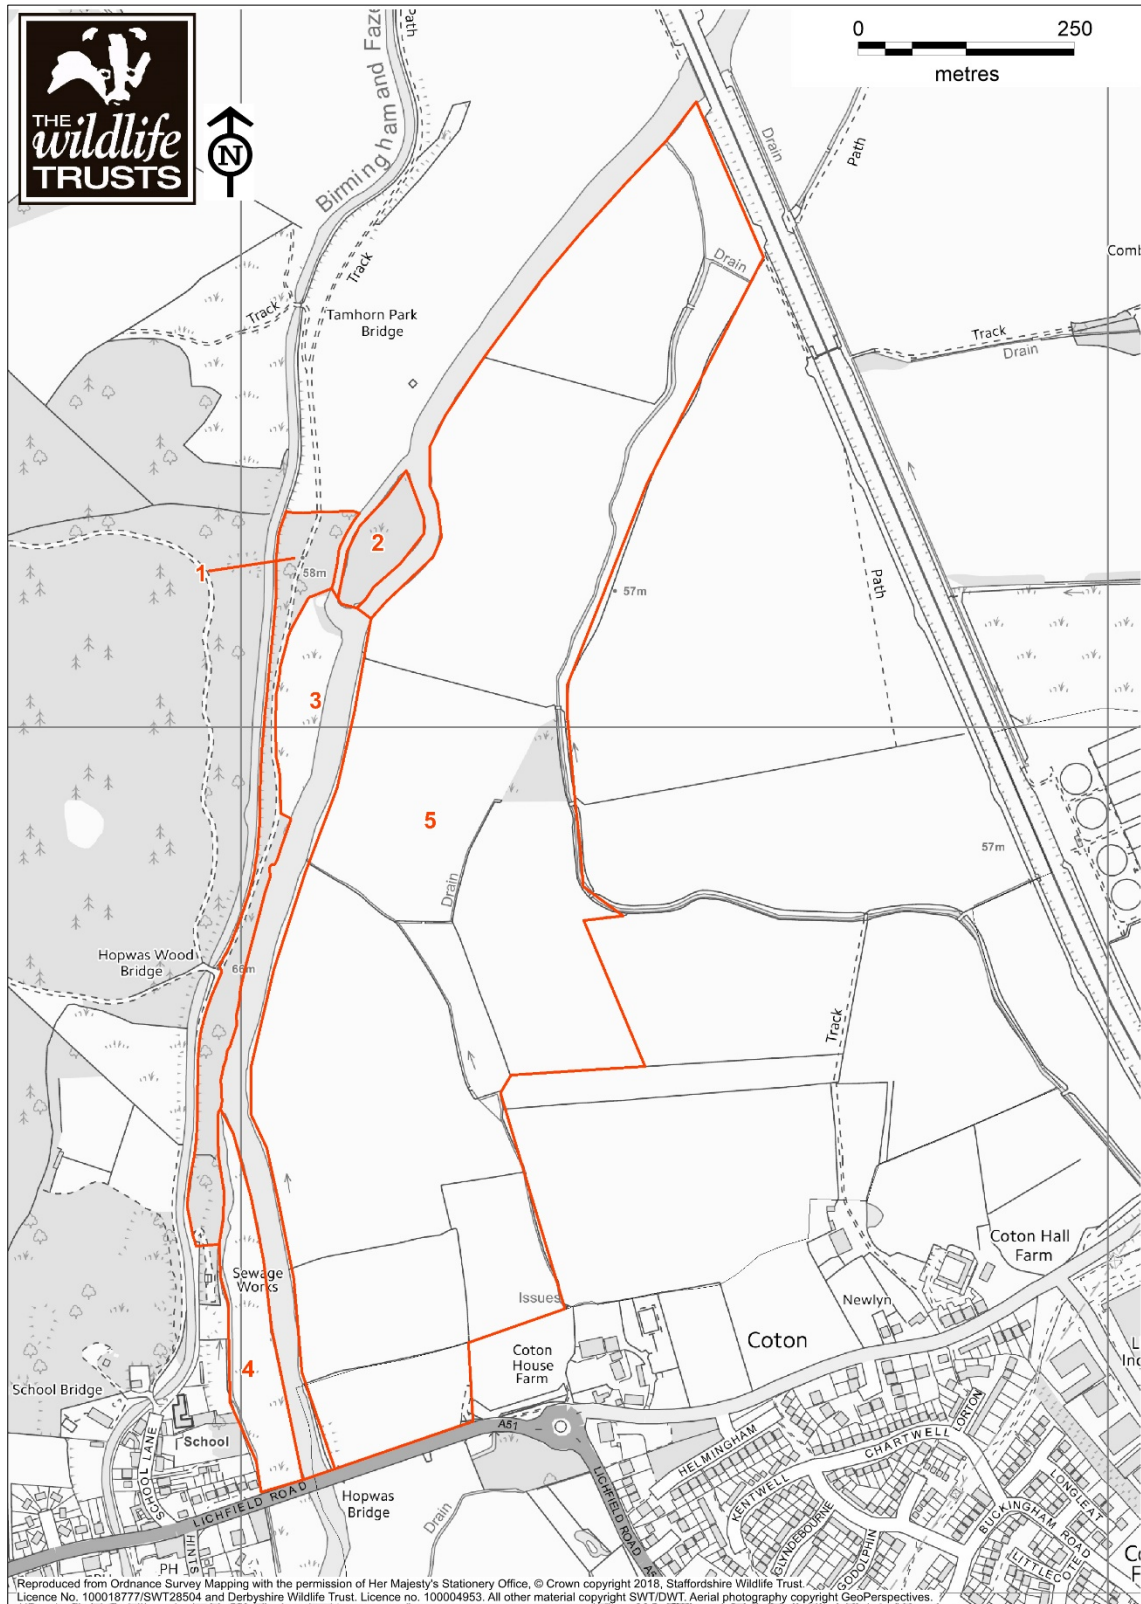 THE
wildlife
TRUSTS
N
0 250
metres
Birmingham and Faze
Path
Drain
Path
Track
Track
Tamhorn Park
Bridge
Drain
Comb
Track
Drain
2
1
58m
57m
Path
3
5
57m
Drain
Hopwas Wood
Bridge
66m
Track
Coton Hall
Farm
Sewage
Works
Issues
Newlyn
Coton
Coton
House
Farm
4
School Bridge
School
SCHOOL LANE
A51
LICHFIELD ROAD
Hopwas
Bridge
Drain
LICHFIELD ROAD
HELMINGHAM
KENTWELL
CHARTWELL
LORTON
GLYNDEBOURNE
GODOLPHIN
BUCKINGHAM ROAD
LONGLEAT
LITTLECOTE
PH
HINTS
Reproduced from Ordnance Survey Mapping with the permission of Her Majesty's Stationery Office, © Crown copyright 2018, Staffordshire Wildlife Trust.
Licence No. 100018777/SWT28504 and Derbyshire Wildlife Trust. Licence no. 100004953. All other material copyright SWT/DWT. Aerial photography copyright GeoPerspectives.